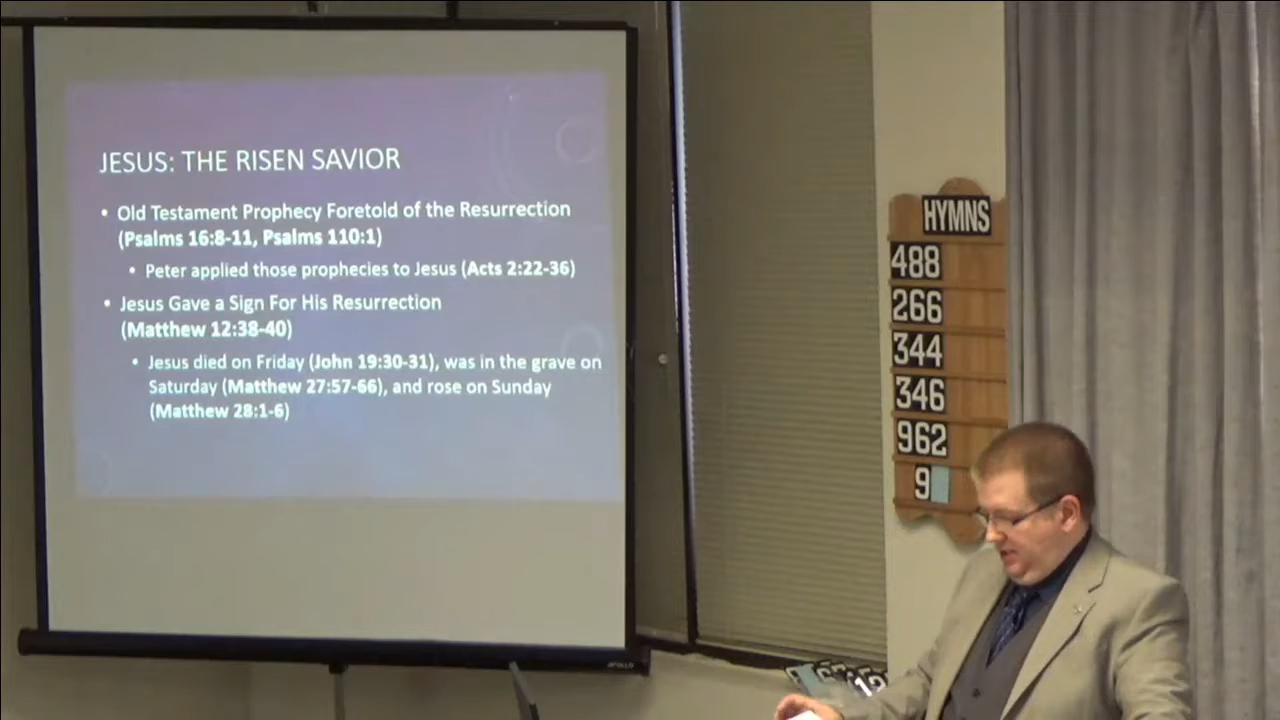 JESUS: THE RISEN SAVIOR
• Old Testament Prophecy Foretold of the Resurrection
(Psalms 16:8-11, Psalms 110:1)
• Peter applied those prophecies to Jesus (Acts 2:22-36)
• Jesus Gave a Sign For His Resurrection
(Matthew 12:38-40)
• Jesus died on Friday (John 19:30-31), was in the grave on
Saturday (Matthew 27:57-66), and rose on Sunday
(Matthew 28:1-6)
APOLLO
HYMNS
488
266
344
346
962
9